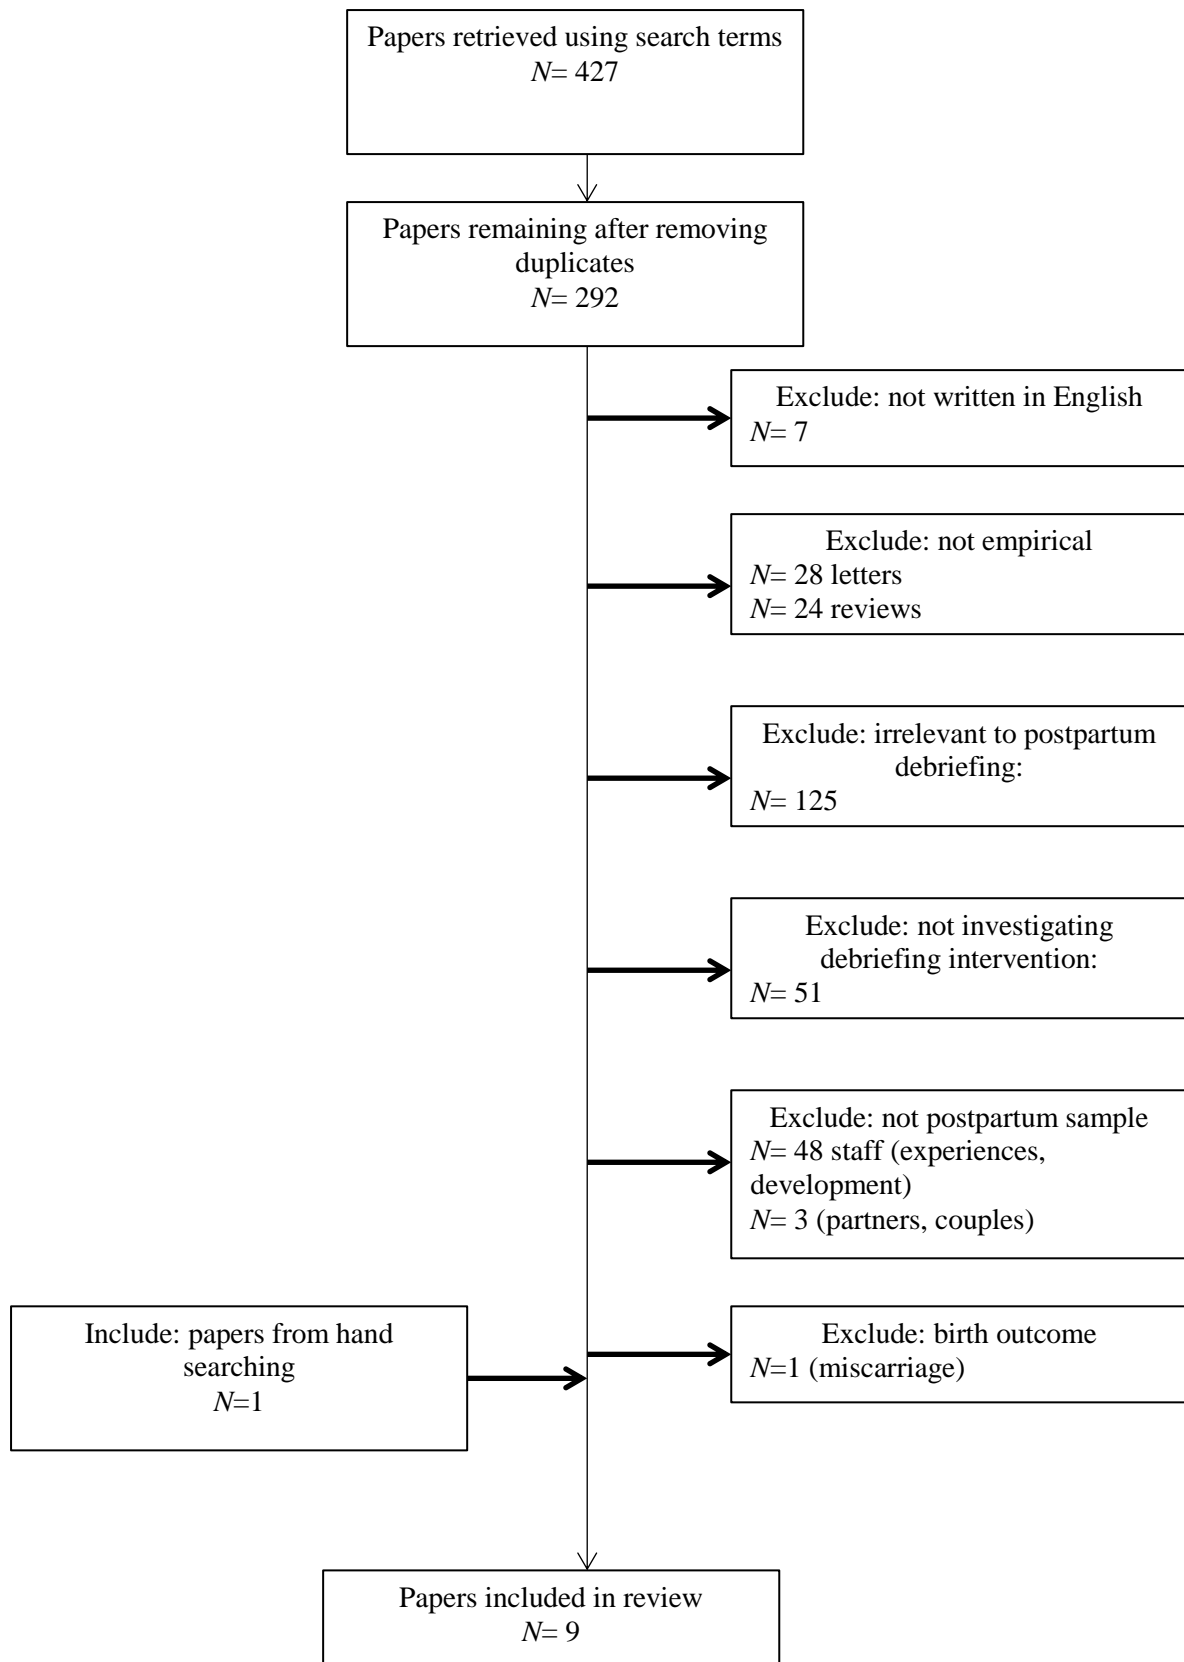 Papers retrieved using search terms
N= 427
Papers remaining after removing
duplicates
N= 292
Exclude: not written in English
N= 7
Exclude: not empirical
N= 28 letters
N= 24 reviews
Exclude: irrelevant to postpartum
debriefing:
N= 125
Exclude: not investigating
debriefing intervention:
N= 51
Exclude: not postpartum sample
N= 48 staff (experiences,
development)
N= 3 (partners, couples)
Include: papers from hand
searching
N=1
Exclude: birth outcome
N=1 (miscarriage)
Papers included in review
N= 9